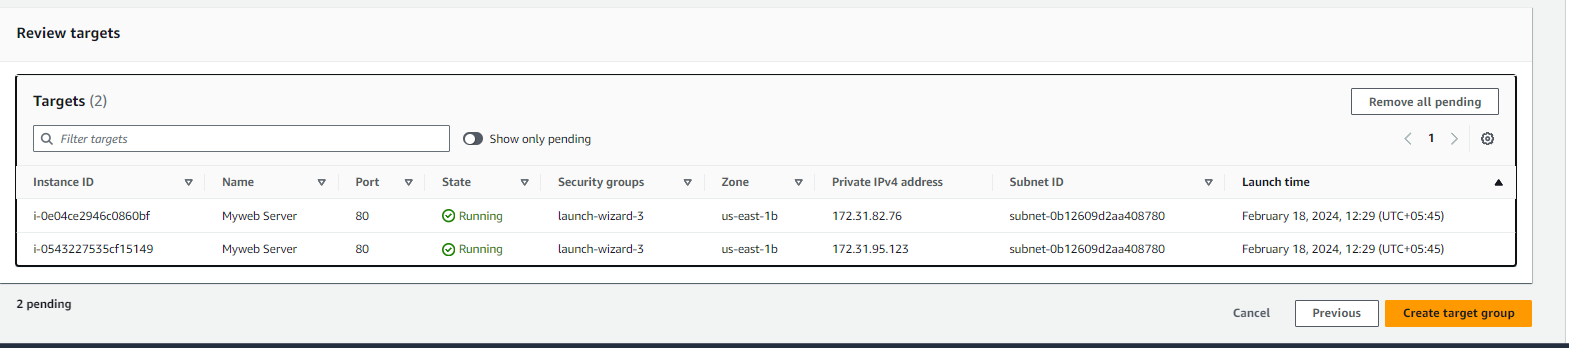 Review targets
Targets (2)
Remove all pending
Filter targets
Show only pending
1
Instance ID Name Port State Security groups Zone Private IPv4 address Subnet ID Launch time
i-0e04ce2946c0860bf Myweb Server 80 Running launch-wizard-3 us-east-1b 172.31.82.76 subnet-0b12609d2aa408780 February 18, 2024, 12:29 (UTC+05:45)
i-0543227535cf15149 Myweb Server 80 Running launch-wizard-3 us-east-1b 172.31.95.123 subnet-0b12609d2aa408780 February 18, 2024, 12:29 (UTC+05:45)
2 pending
Cancel Previous Create target group